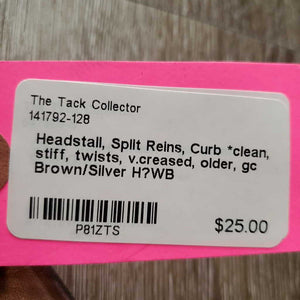 The Tack Collector
141792-128
Headstall, Split Reins, Curb *clean,
stiff, twists, v.creased, older, gc
Brown/Silver H?WB
$25.00
P81ZTS